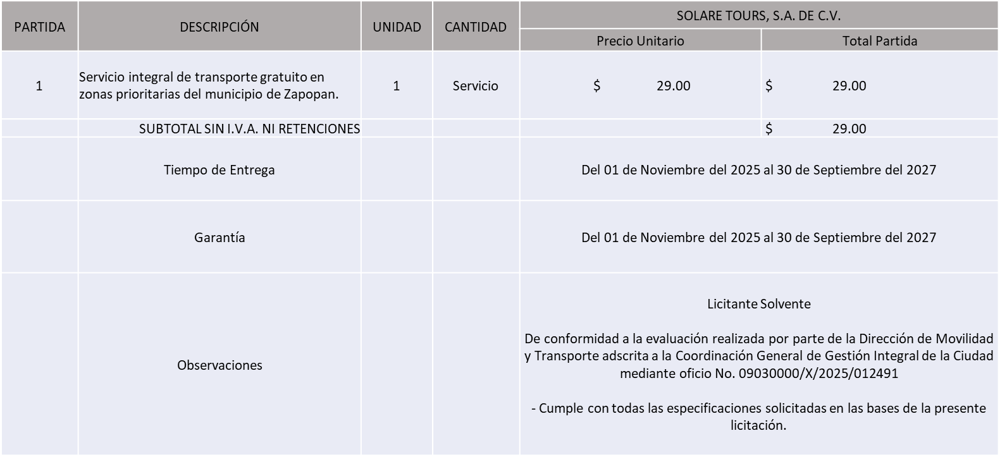 PARTIDA DESCRIPCIÓN UNIDAD CANTIDAD SOLARE TOURS, S.A. DE C.V.
Precio Unitario Total Partida
1 Servicio integral de transporte gratuito en
zonas prioritarias del municipio de Zapopan. 1 Servicio $ 29.00 $ 29.00
SUBTOTAL SIN I.V.A. NI RETENCIONES $ 29.00
Tiempo de Entrega Del 01 de Noviembre del 2025 al 30 de Septiembre del 2027
Garantía Del 01 de Noviembre del 2025 al 30 de Septiembre del 2027
Observaciones
Licitante Solvente
De conformidad a la evaluación realizada por parte de la Dirección de Movilidad
y Transporte adscrita a la Coordinación General de Gestión Integral de la Ciudad
mediante oficio No. 09030000/X/2025/012491
- Cumple con todas las especificaciones solicitadas en las bases de la presente
licitación.